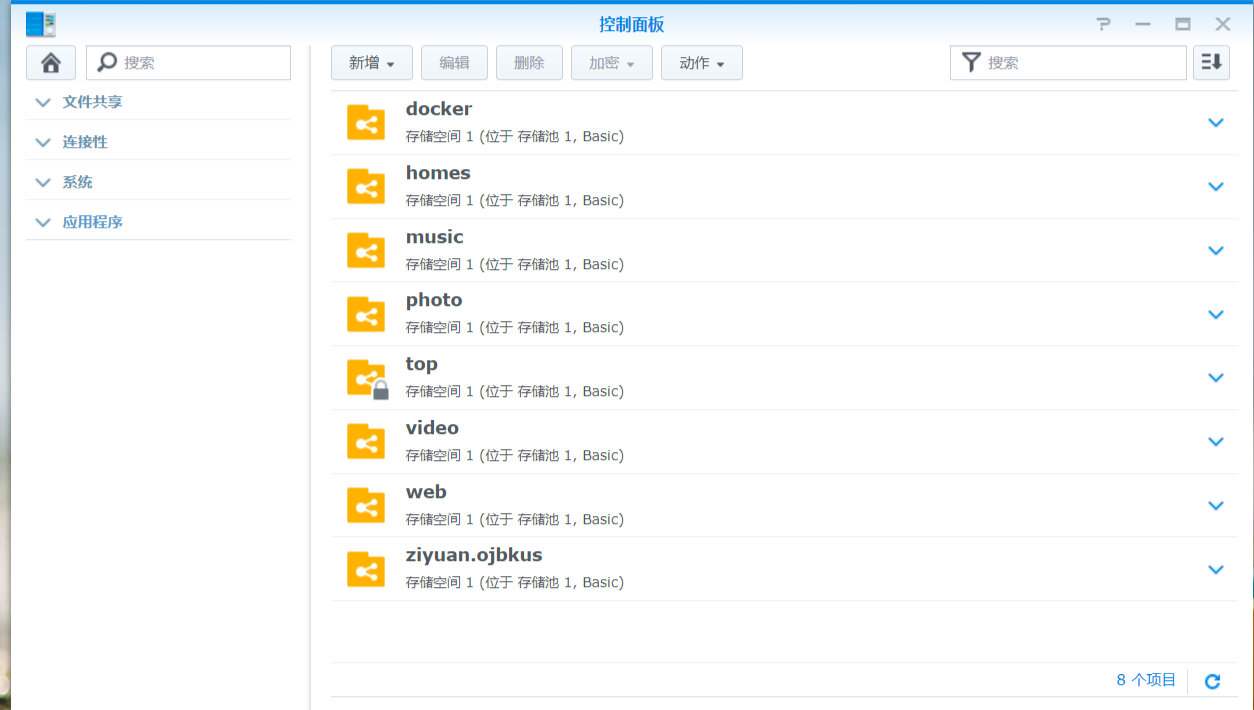 控制面板
搜索
新增 编辑 删除 加密 动作 搜索
文件共享
连接性
系统
应用程序
docker
存储空间 1 (位于 存储池 1, Basic)
homes
存储空间 1 (位于 存储池 1, Basic)
music
存储空间 1 (位于 存储池 1, Basic)
photo
存储空间 1 (位于 存储池 1, Basic)
top
存储空间 1 (位于 存储池 1, Basic)
video
存储空间 1 (位于 存储池 1, Basic)
web
存储空间 1 (位于 存储池 1, Basic)
ziyuan.ojbkus
存储空间 1 (位于 存储池 1, Basic)
8 个项目